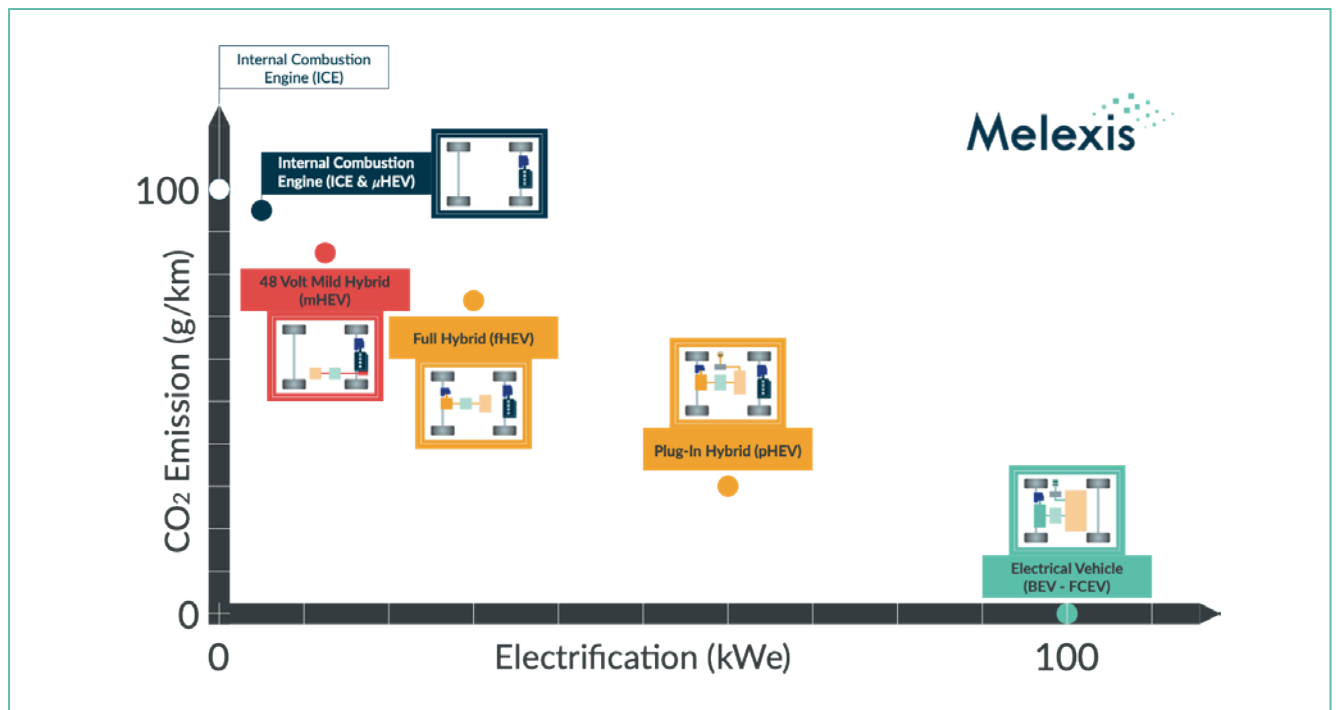 Internal Combustion
Engine (ICE)
Melexis
Internal Combustion
Engine (ICE & μHEV)
100
48 Volt Mild Hybrid
(mHEV)
Full Hybrid (fHEV)
Plug-In Hybrid (pHEV)
Electrical Vehicle
(BEV - FCEV)
CO₂ Emission (g/km)
0
0
Electrification (kWe)
100